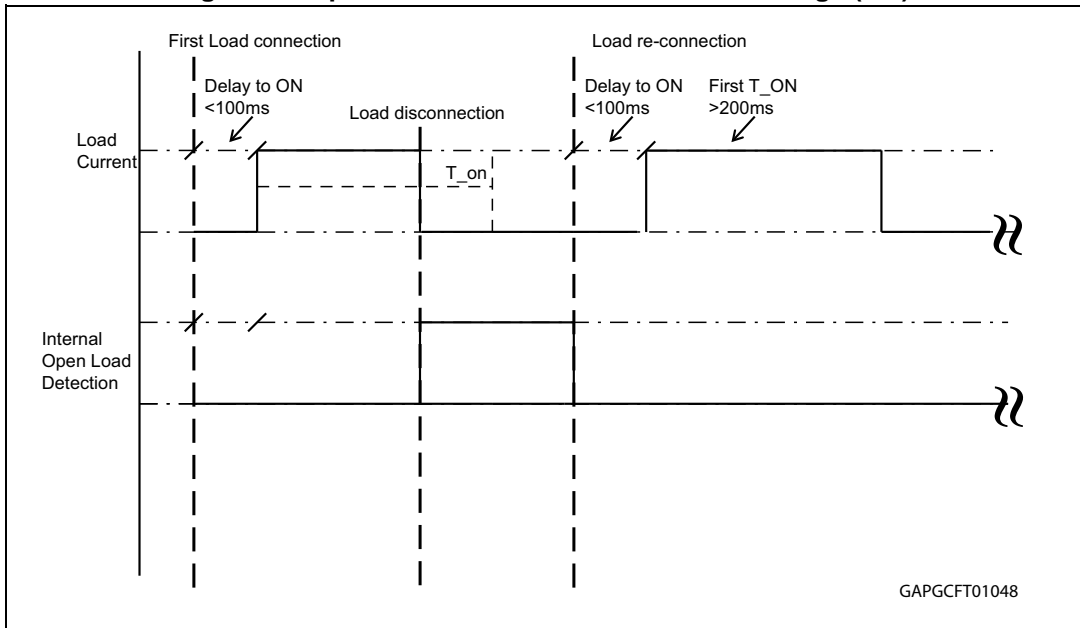 First Load connection
Load re-connection
Delay to ON
<100ms
Load disconnection
Delay to ON
<100ms
First T_ON
>200ms
Load
Current
T_on
Internal
Open Load
Detection
GAPGCFT01048